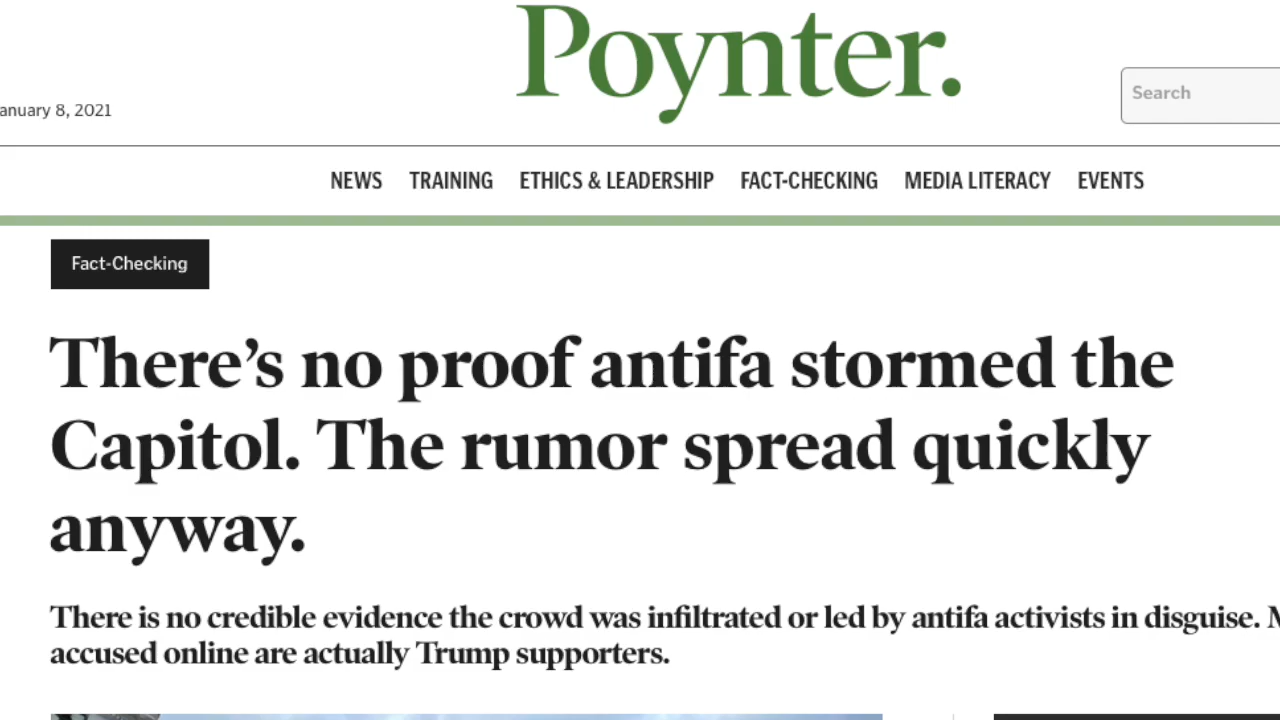 Poynter.
Search
anuary 8, 2021
NEWS TRAINING ETHICS & LEADERSHIP FACT-CHECKING MEDIA LITERACY EVENTS
Fact-Checking
There’s no proof antifa stormed the
Capitol. The rumor spread quickly
anyway.
There is no credible evidence the crowd was infiltrated or led by antifa activists in disguise.
accused online are actually Trump supporters.